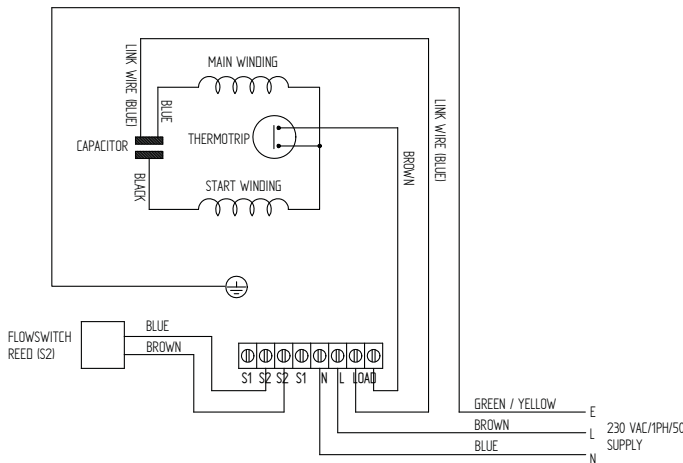 MAIN WINDING
LINK WIRE (BLUE)
BLUE
CAPACITOR
THERMOTRIP
LINK WIRE (BLUE)
BROWN
BLACK
START WINDING
FLOWSWITCH
REED (S2)
BLUE
BROWN
S1 S2 S2 S1 N L LOAD
GREEN / YELLOW E
BROWN L
230 VAC/1PH/50
SUPPLY
BLUE N